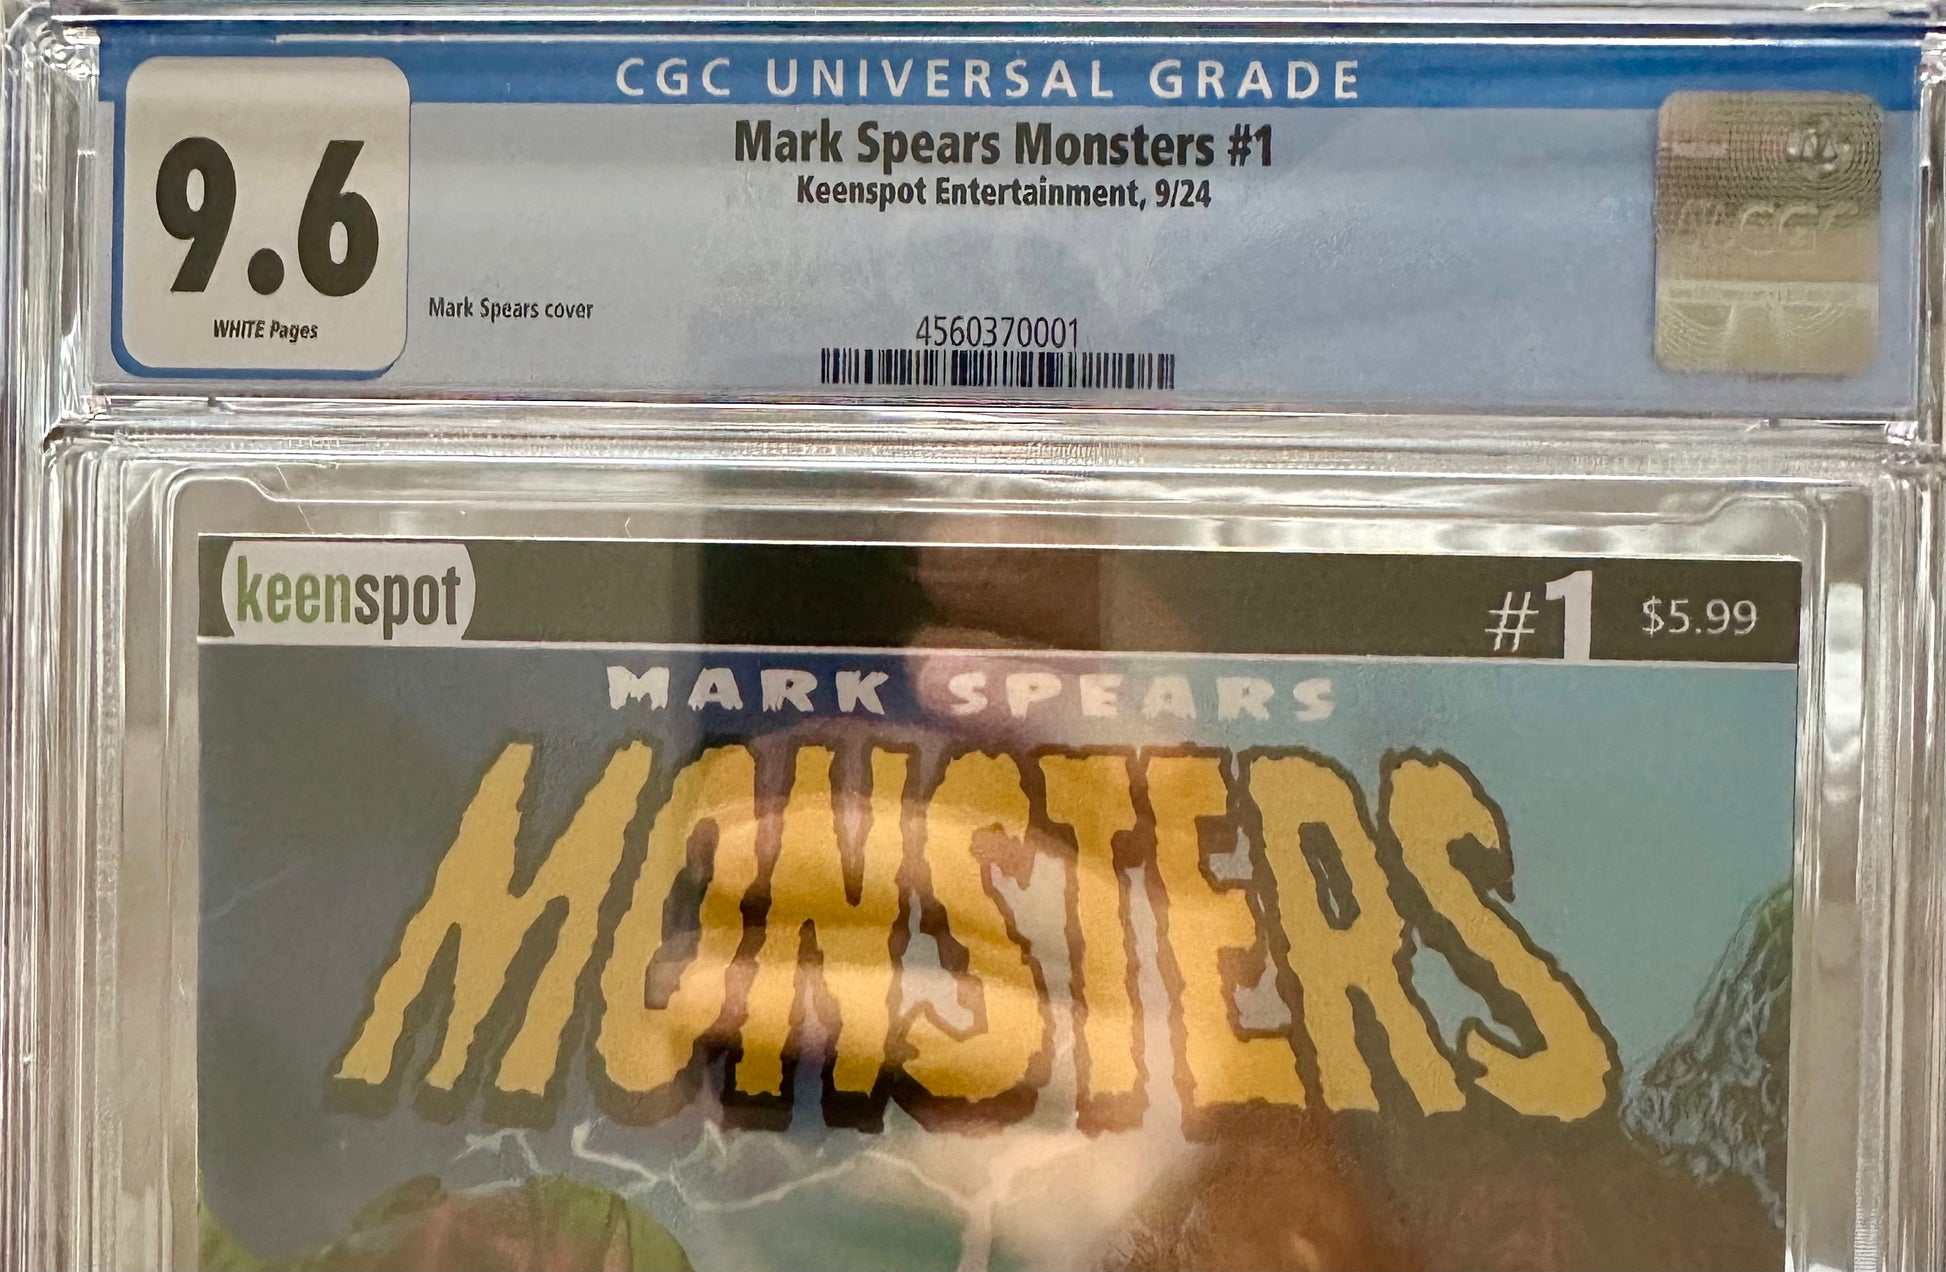 CGC UNIVERSAL GRADE
9.6
WHITE Pages
Mark Spears Monsters #1
Keenspot Entertainment, 9/24
Mark Spears cover
4560370001
CGC
keenspot
#1 $5.99
MARK SPEARS
MONSTERS